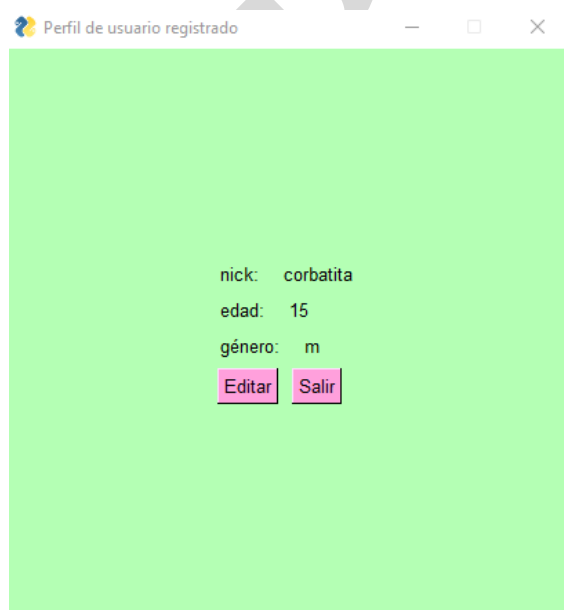 Perfil de usuario registrado
nick: corbatita
edad: 15
género: m
Editar Salir